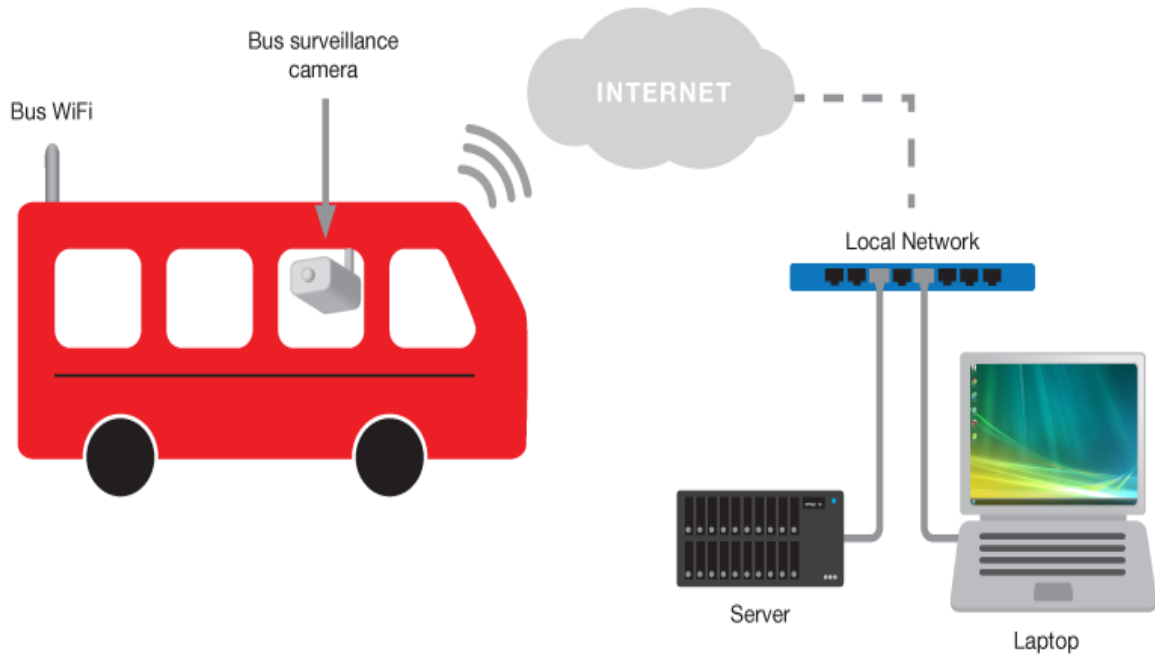 Bus surveillance
camera
Bus WiFi
INTERNET
Local Network
Server
Laptop